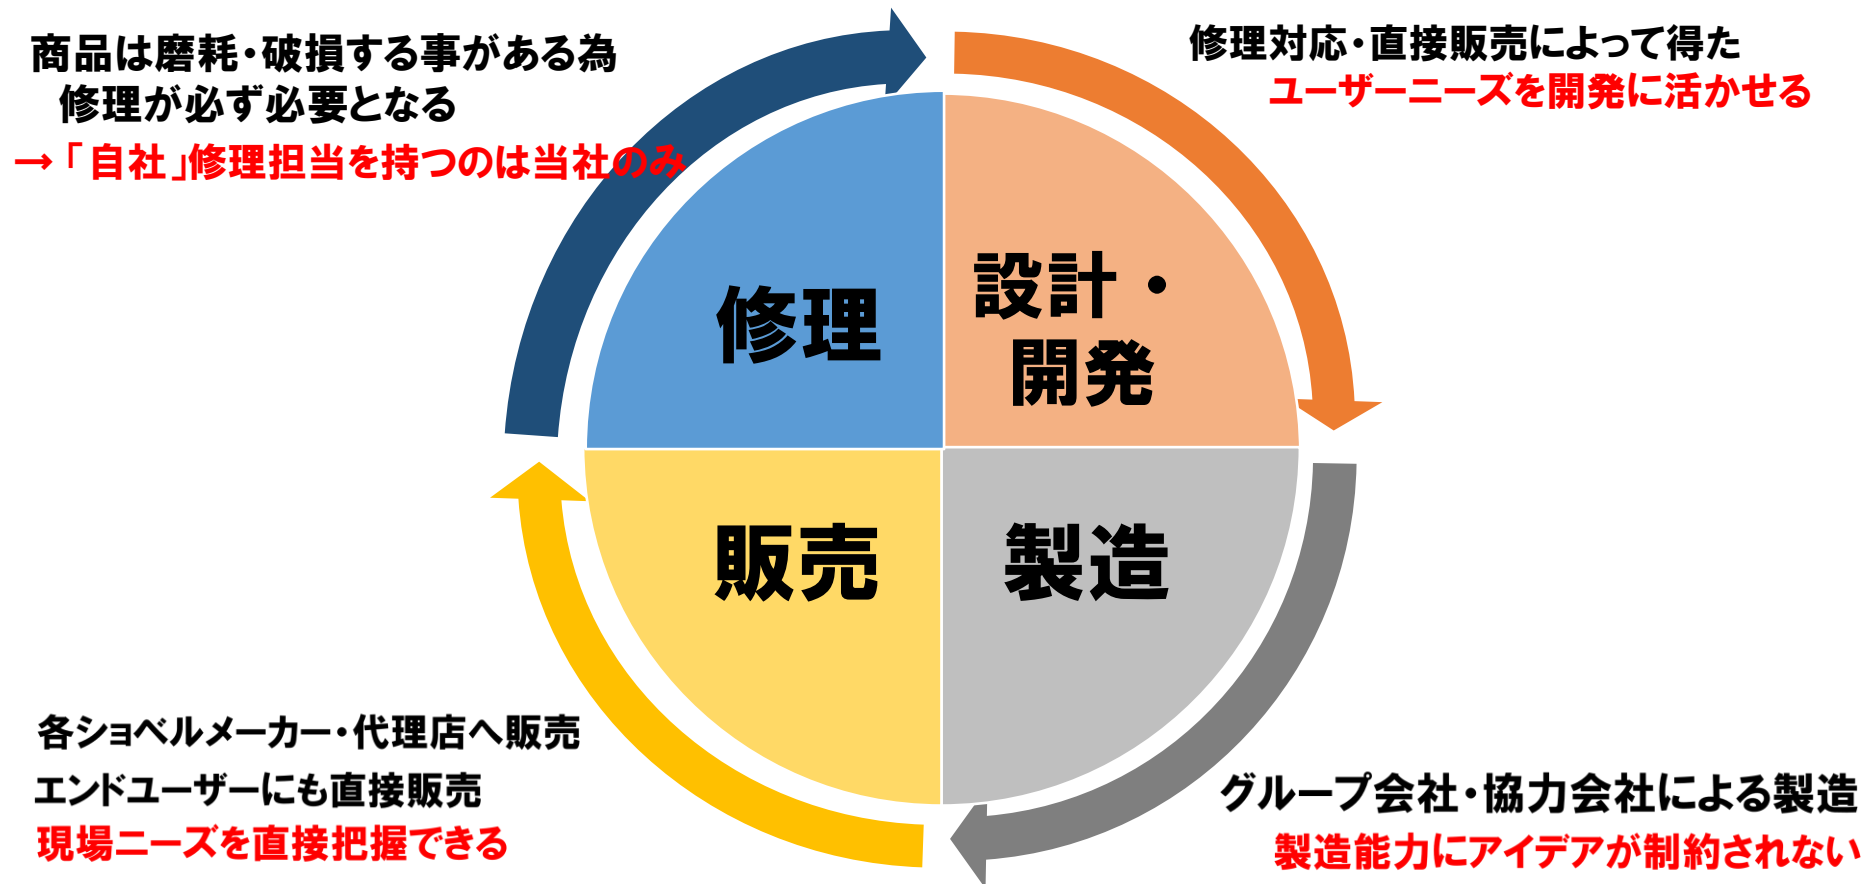 商品は磨耗・破損する事がある為
修理が必ず必要となる
→「自社」修理担当を持つのは当社のみ
修理対応・直接販売によって得た
ユーザーニーズを開発に活かせる
修理
設計・
開発
販売
製造
各ショベルメーカー・代理店へ販売
エンドユーザーにも直接販売
現場ニーズを直接把握できる
グループ会社・協力会社による製造
製造能力にアイデアが制約されない